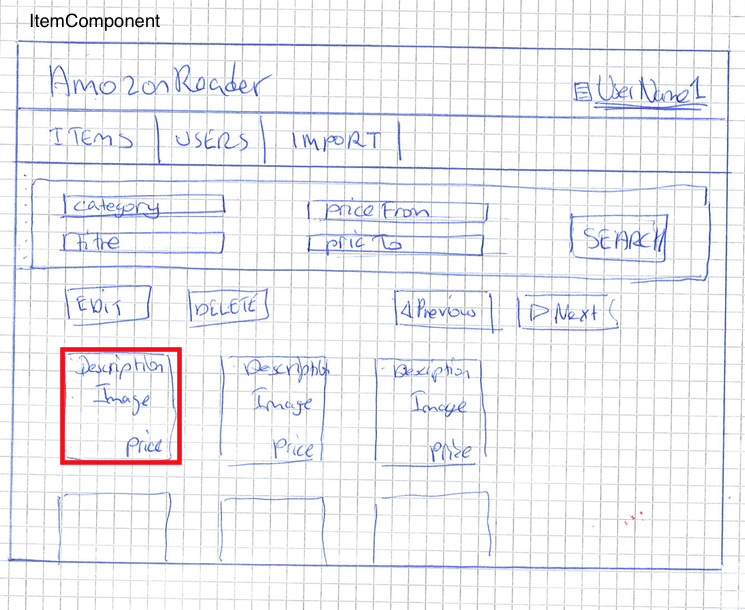 ItemComponent
AmozonReader
UserName1
ITEMS USERS IMPORT
category price From
titre pric To
SEARCH
EDIT DELETE Previous Next
Description Description Description
Image Image Image
Price Price Price